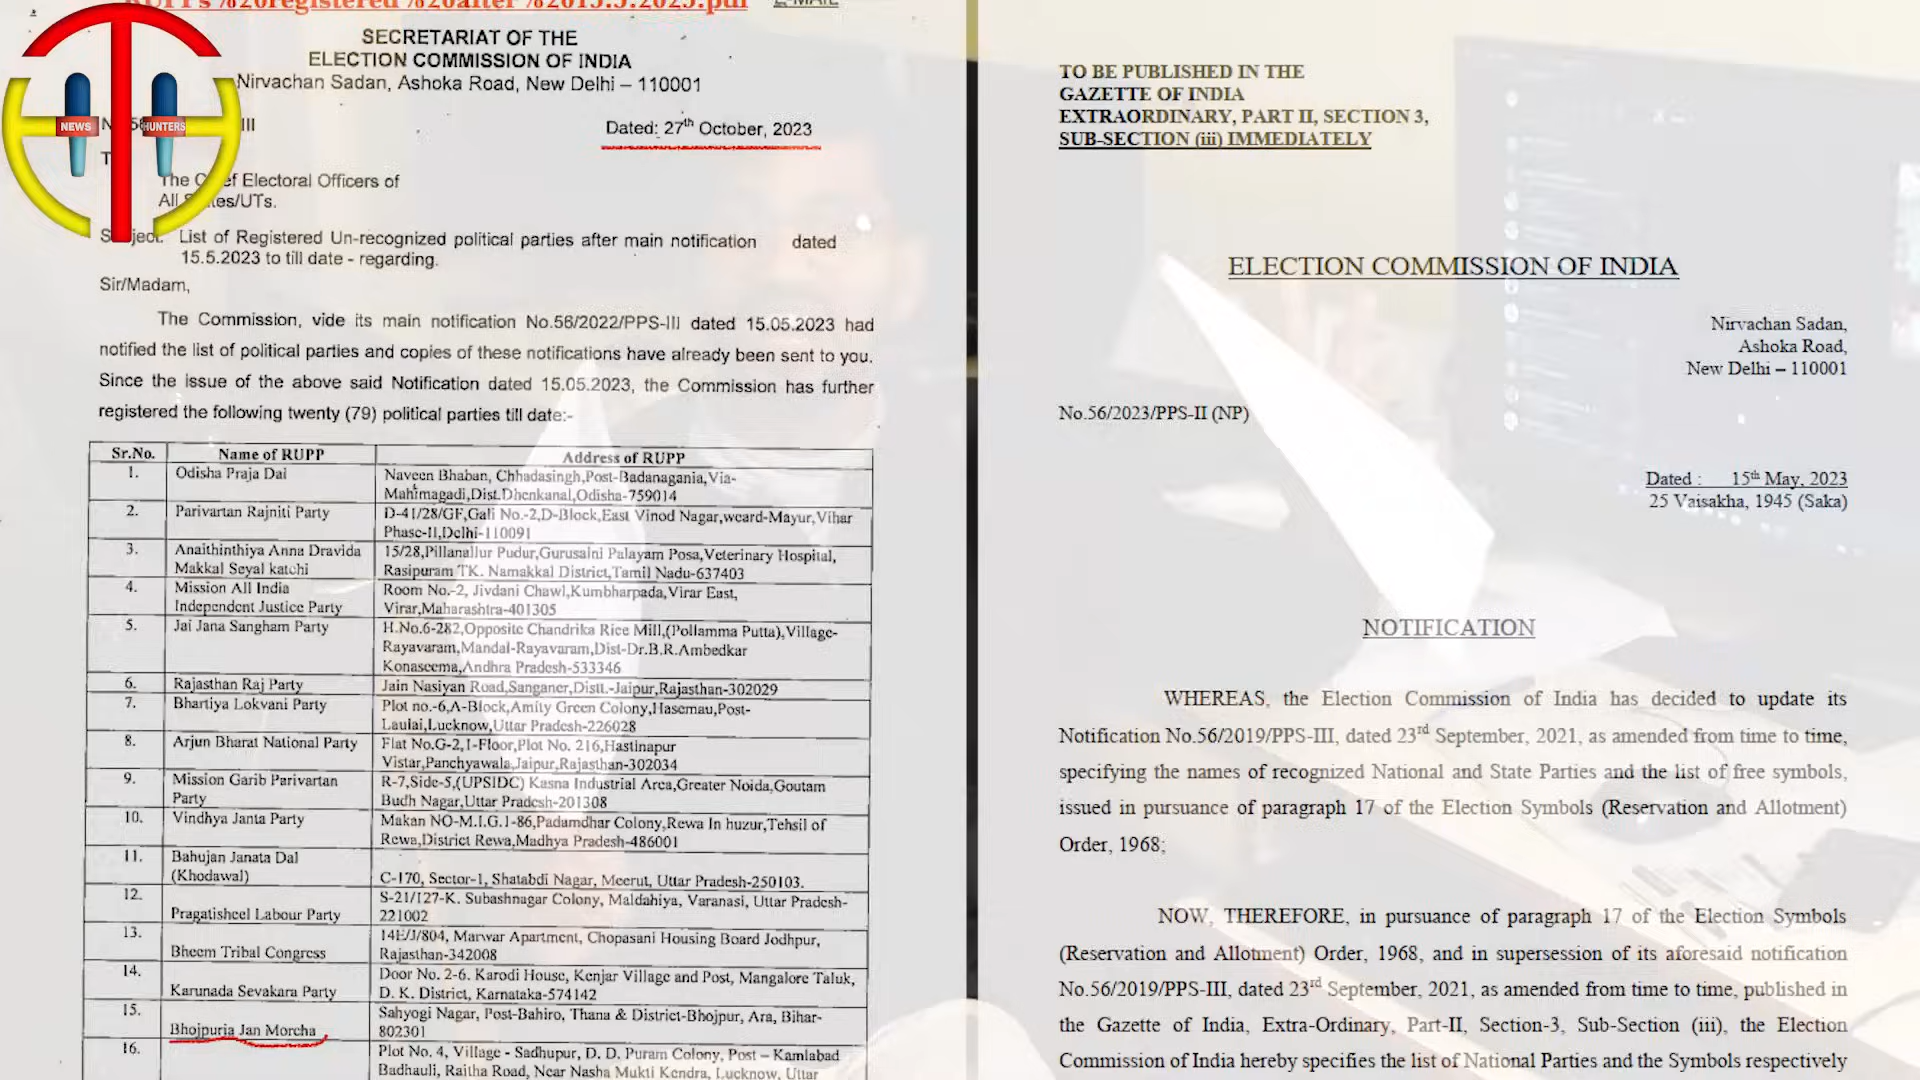 RUPPs%20registered%20after%2015.5.2023.pdf E-MAIL
SECRETARIAT OF THE
ELECTION COMMISSION OF INDIA
Nirvachan Sadan, Ashoka Road, New Delhi – 110001
NEWS HUNTERS
III
Dated: 27th October, 2023
The Chief Electoral Officers of
All States/UTs.
Subject: List of Registered Un-recognized political parties after main notification dated
15.5.2023 to till date - regarding.
Sir/Madam,
The Commission, vide its main notification No.56/2022/PPS-III dated 15.05.2023 had
notified the list of political parties and copies of these notifications have already been sent to you.
Since the issue of the above said Notification dated 15.05.2023, the Commission has further
registered the following twenty (79) political parties till date:-
Sr.No. Name of RUPP Address of RUPP
1. Odisha Praja Dal Naveen Bhaban, Chhadasingh,Post-Badanagania,Via-
Mahimagadi,Dist.Dhenkanal,Odisha-759014
2. Parivartan Rajniti Party D-41/28/GF,Gali No.-2,D-Block,East Vinod Nagar,weard-Mayur,Vihar
Phase-II,Delhi-110091
3. Anaithinthiya Anna Dravida 15/28,Pillanallur Pudur,Gurusaini Palayam Posa,Veterinary Hospital,
Makkal Seyal katchi Rasipuram TK. Namakkal District,Tamil Nadu-637403
4. Mission All India Room No.-2, Jivdani Chawl,Kumbharpada,Virar East,
Independent Justice Party Virar,Maharashtra-401305
5. Jai Jana Sangham Party H.No.6-282,Opposite Chandrika Rice Mill,(Pollamma Putta),Village-
Rayavaram,Mandal-Rayavaram,Dist-Dr.B.R.Ambedkar
Konaseema,Andhra Pradesh-533346
6. Rajasthan Raj Party Jain Nasiyan Road,Sanganer,Distt.-Jaipur,Rajasthan-302029
7. Bhartiya Lokvani Party Plot no.-6,A-Block,Amity Green Colony,Hasemau,Post-
Laulai,Lucknow,Uttar Pradesh-226028
8. Arjun Bharat National Party Flat No.G-2,I-Floor,Plot No. 216,Hastinapur
Vistar,Panchyawala,Jaipur,Rajasthan-302034
9. Mission Garib Parivartan R-7,Side-5,(UPSIDC) Kasna Industrial Area,Greater Noida,Goutam
Party Budh Nagar,Uttar Pradesh-201308
10. Vindhya Janta Party Makan NO-M.I.G.1-86,Padamdhar Colony,Rewa In huzur,Tehsil of
Rewa,District Rewa,Madhya Pradesh-486001
11. Bahujan Janata Dal
(Khodawal) C-170, Sector-1, Shatabdi Nagar, Meerut, Uttar Pradesh-250103.
12. S-21/127-K. Subashnagar Colony, Maldahiya, Varanasi, Uttar Pradesh-
Pragatisheel Labour Party 221002
13. 14E/J/804, Marwar Apartment, Chopasani Housing Board Jodhpur,
Bheem Tribal Congress Rajasthan-342008
14. Door No. 2-6. Karodi House, Kenjar Village and Post, Mangalore Taluk,
Karunada Sevakara Party D. K. District, Karnataka-574142
15. Sahyogi Nagar, Post-Bahiro, Thana & District-Bhojpur, Ara, Bihar-
Bhojpuria Jan Morcha 802301
16. Plot No. 4, Village - Sadhupur, D. D. Puram Colony, Post – Kamlabad
Badhauli, Raitha Road, Near Nasha Mukti Kendra, Lucknow, Uttar
TO BE PUBLISHED IN THE
GAZETTE OF INDIA
EXTRAORDINARY, PART II, SECTION 3,
SUB-SECTION (iii) IMMEDIATELY
ELECTION COMMISSION OF INDIA
Nirvachan Sadan,
Ashoka Road,
New Delhi – 110001
No.56/2023/PPS-II (NP)
Dated : 15th May, 2023
25 Vaisakha, 1945 (Saka)
NOTIFICATION
WHEREAS, the Election Commission of India has decided to update its
Notification No.56/2019/PPS-III, dated 23rd September, 2021, as amended from time to time,
specifying the names of recognized National and State Parties and the list of free symbols,
issued in pursuance of paragraph 17 of the Election Symbols (Reservation and Allotment)
Order, 1968;
NOW, THEREFORE, in pursuance of paragraph 17 of the Election Symbols
(Reservation and Allotment) Order, 1968, and in supersession of its aforesaid notification
No.56/2019/PPS-III, dated 23rd September, 2021, as amended from time to time, published in
the Gazette of India, Extra-Ordinary, Part-II, Section-3, Sub-Section (iii), the Election
Commission of India hereby specifies the list of National Parties and the Symbols respectively